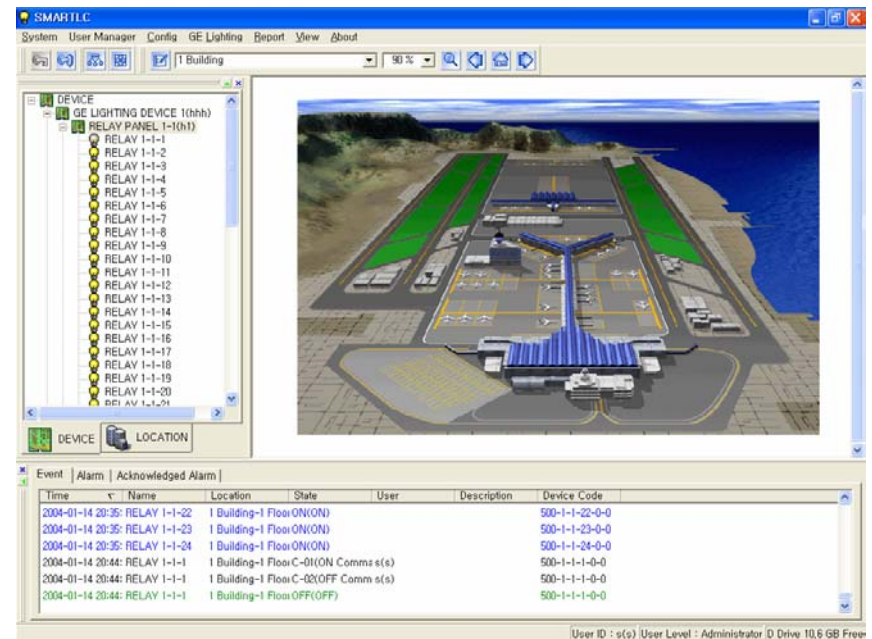 SMARTLC
System User Manager Config GE Lighting Report View About
1 Building 90 %
DEVICE
GE LIGHTING DEVICE 1(hhh)
RELAY PANEL 1-1(h1)
RELAY 1-1-1
RELAY 1-1-2
RELAY 1-1-3
RELAY 1-1-4
RELAY 1-1-5
RELAY 1-1-6
RELAY 1-1-7
RELAY 1-1-8
RELAY 1-1-9
RELAY 1-1-10
RELAY 1-1-11
RELAY 1-1-12
RELAY 1-1-13
RELAY 1-1-14
RELAY 1-1-15
RELAY 1-1-16
RELAY 1-1-17
RELAY 1-1-18
RELAY 1-1-19
RELAY 1-1-20
RELAY 1-1-21
DEVICE LOCATION
Event Alarm Acknowledged Alarm
Time Name Location State User Description Device Code
2004-01-14 20:35: RELAY 1-1-22 1 Building-1 Floor ON(ON) 500-1-1-22-0-0
2004-01-14 20:35: RELAY 1-1-23 1 Building-1 Floor ON(ON) 500-1-1-23-0-0
2004-01-14 20:35: RELAY 1-1-24 1 Building-1 Floor ON(ON) 500-1-1-24-0-0
2004-01-14 20:44: RELAY 1-1-1 1 Building-1 Floor C-01(ON Comma s(s) 500-1-1-1-0-0
2004-01-14 20:44: RELAY 1-1-1 1 Building-1 Floor C-02(OFF Comm s(s) 500-1-1-1-0-0
2004-01-14 20:44: RELAY 1-1-1 1 Building-1 Floor OFF(OFF) 500-1-1-1-0-0
User ID : s(s) User Level : Administrator D Drive 10,6 GB Free